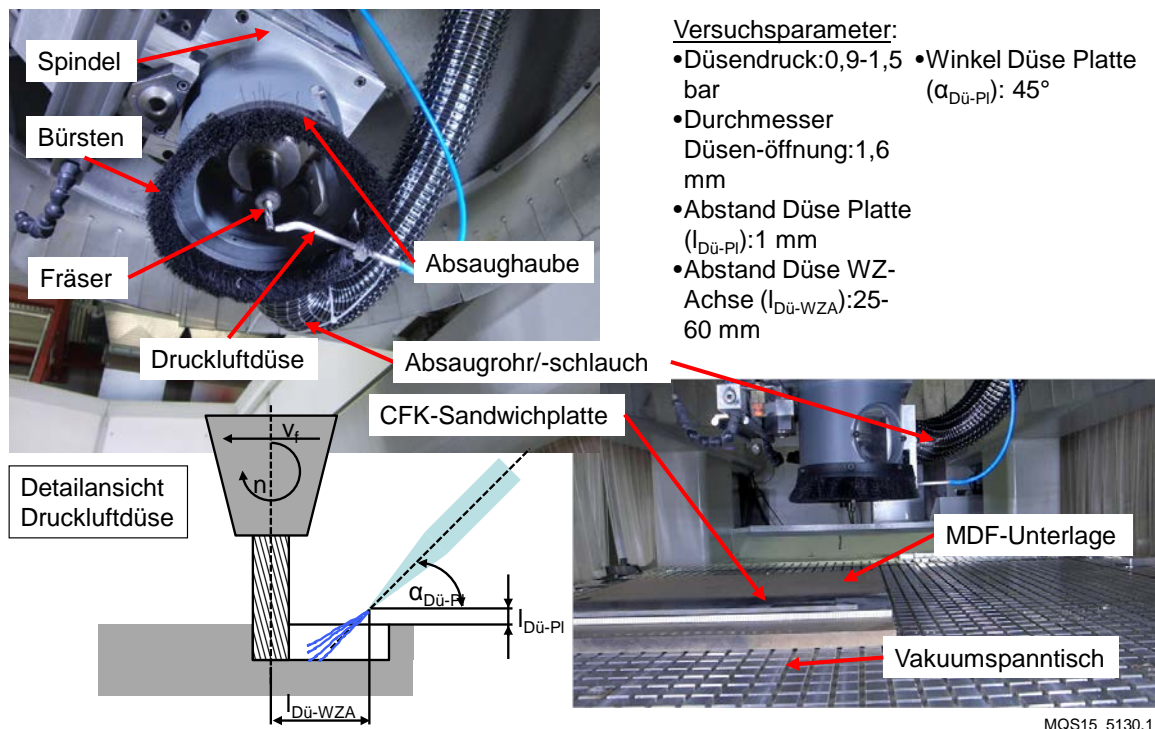 Spindel
Bürsten
Fräser
Druckluftdüse
Absaughaube
Absaugrohr/-schlauch
CFK-Sandwichplatte
Versuchsparameter:
•Düsendruck:0,9-1,5
bar
•Durchmesser
Düsen-öffnung:1,6
mm
•Abstand Düse Platte
(lDü-Pl):1 mm
•Abstand Düse WZ-
Achse (lDü-WZA):25-
60 mm
•Winkel Düse Platte
(αDü-Pl): 45°
Detailansicht
Druckluftdüse
vf
n
αDü-Pl
lDü-Pl
lDü-WZA
MDF-Unterlage
Vakuumspanntisch
MQS15_5130.1